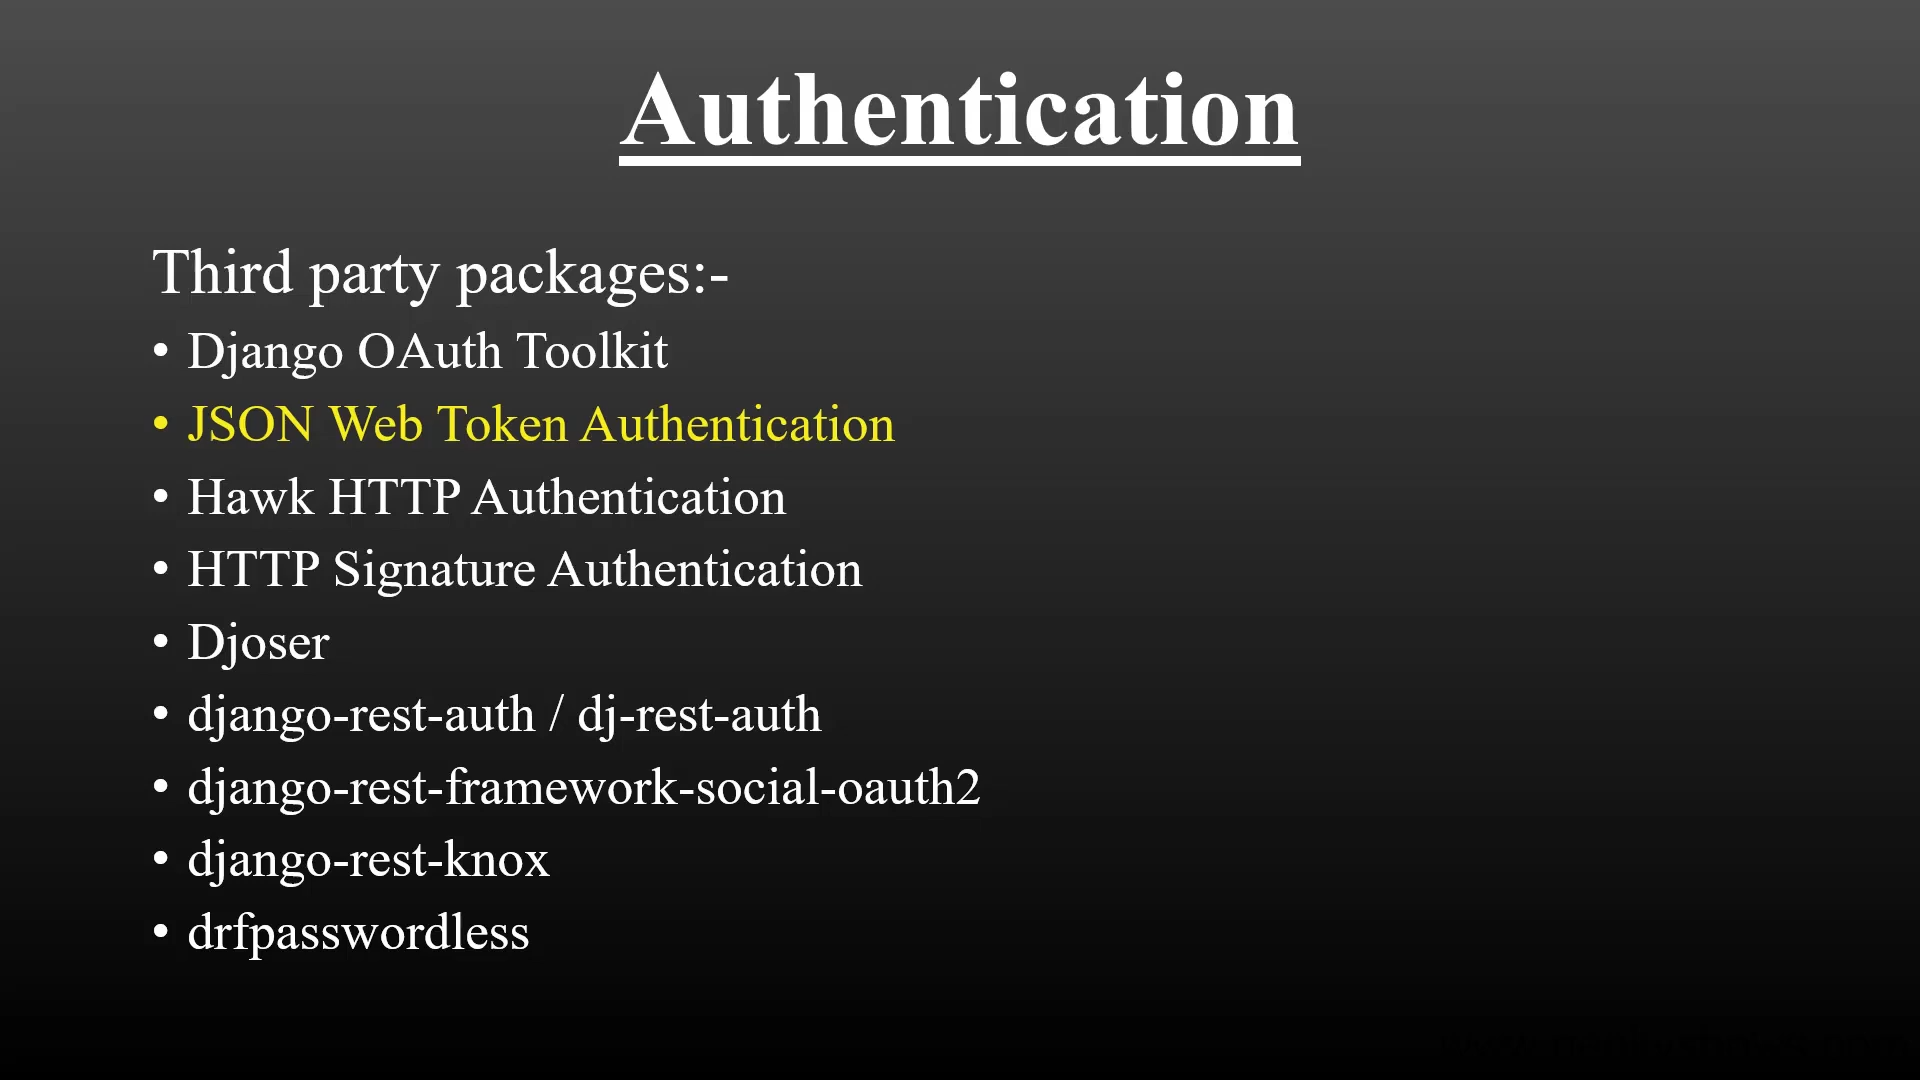 Authentication
Third party packages:-
• Django OAuth Toolkit
• JSON Web Token Authentication
• Hawk HTTP Authentication
• HTTP Signature Authentication
• Djoser
• django-rest-auth / dj-rest-auth
• django-rest-framework-social-oauth2
• django-rest-knox
• drfpasswordless